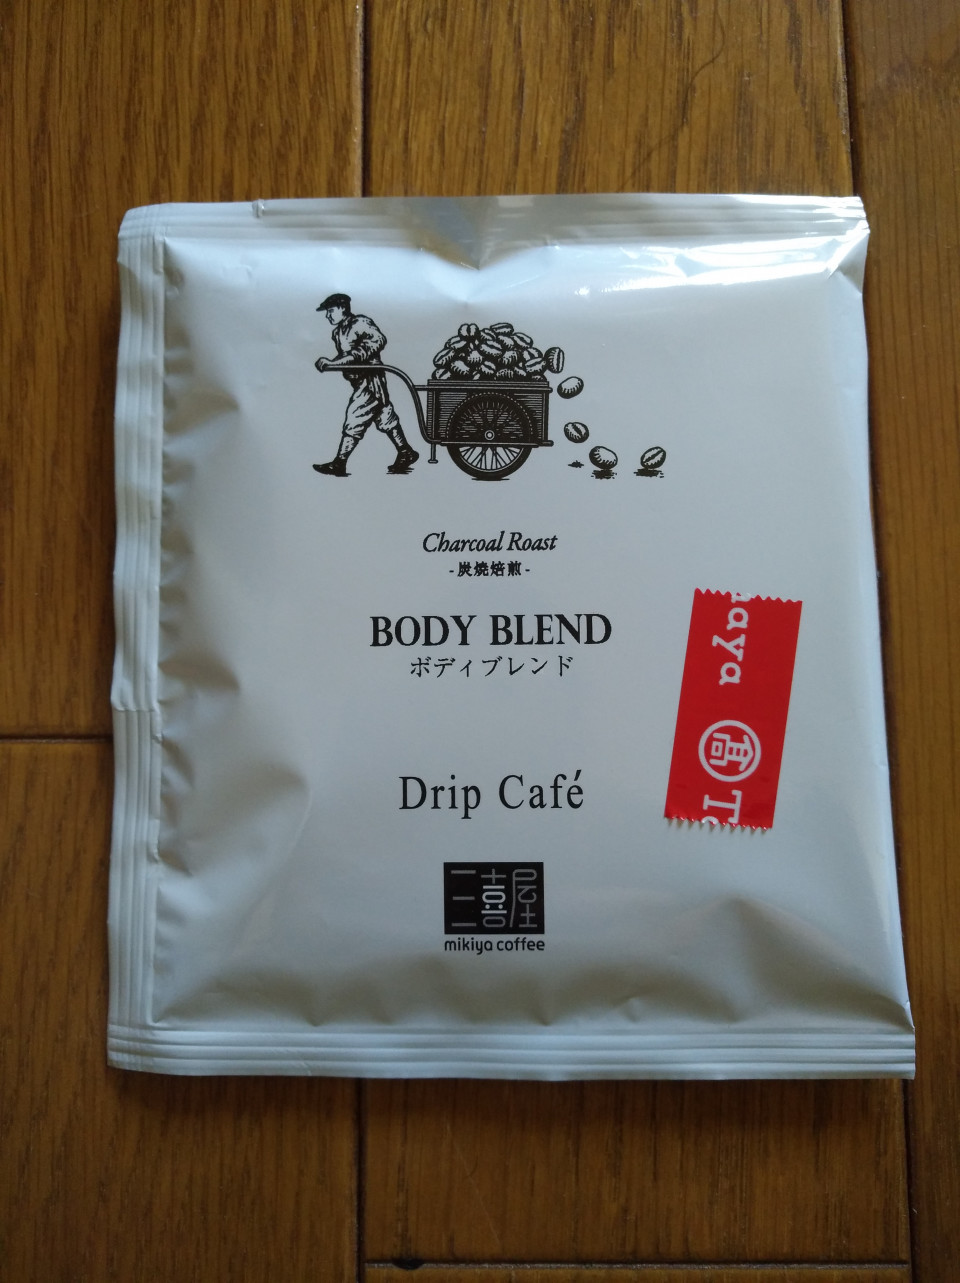 Charcoal Roast
-炭焼焙煎-
BODY BLEND
ボディブレンド
Drip Café
三喜屋
mikiya coffee
aya 髙 T